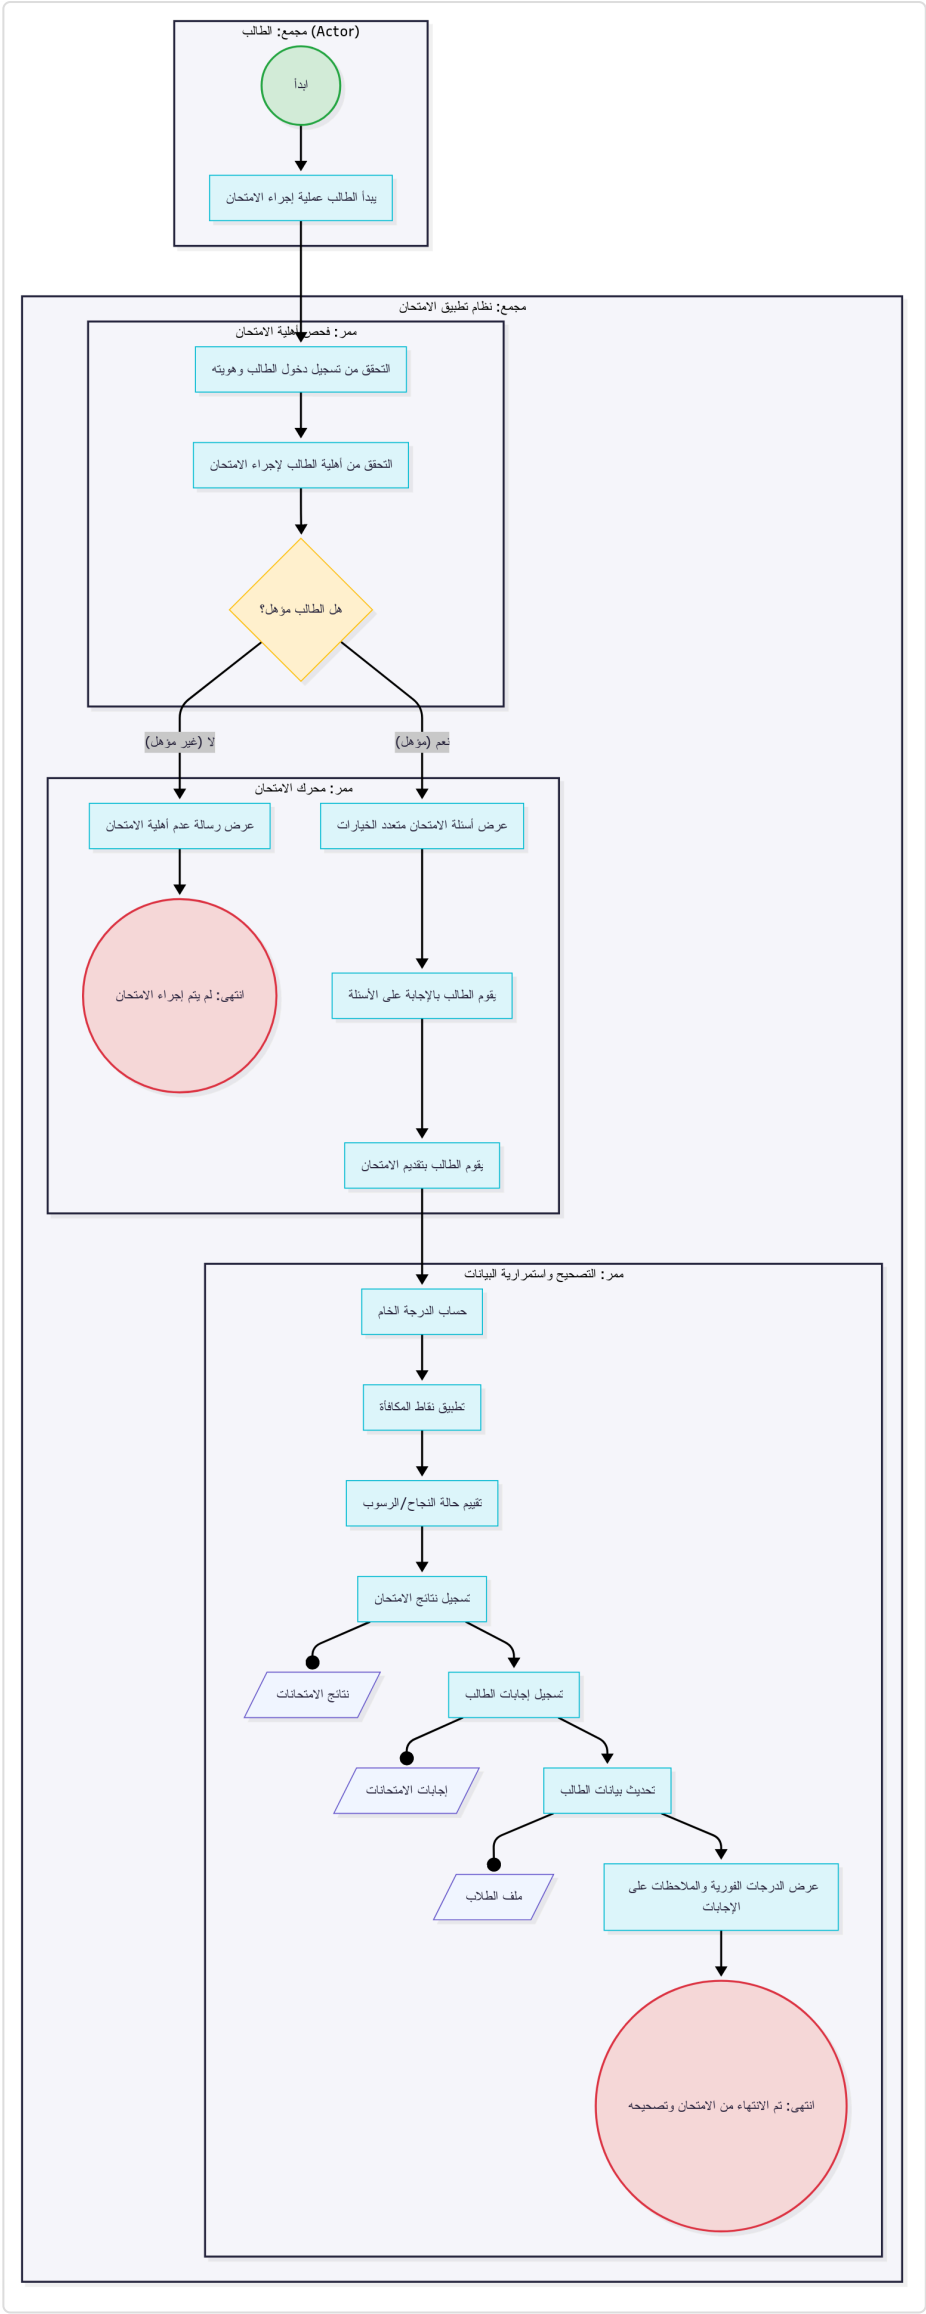 مجمع: الطالب (Actor)
ابدأ
يبدأ الطالب عملية إجراء الامتحان
مجمع: نظام تطبيق الامتحان
ممر: فحص أهلية الامتحان
التحقق من تسجيل دخول الطالب وهويته
التحقق من أهلية الطالب لإجراء الامتحان
هل الطالب مؤهل؟
لا (غير مؤهل)
نعم (مؤهل)
ممر: محرك الامتحان
عرض رسالة عدم أهلية الامتحان
عرض أسئلة الامتحان متعدد الخيارات
انتهى: لم يتم إجراء الامتحان
يقوم الطالب بالإجابة على الأسئلة
يقوم الطالب بتقديم الامتحان
ممر: التصحيح واستمرارية البيانات
حساب الدرجة الخام
تطبيق نقاط المكافأة
تقييم حالة النجاح/الرسوب
تسجيل نتائج الامتحان
نتائج الامتحانات
تسجيل إجابات الطالب
إجابات الامتحانات
تحديث بيانات الطالب
ملف الطلاب
عرض الدرجات الفورية والملاحظات على
الإجابات
انتهى: تم الانتهاء من الامتحان وتصحيحه